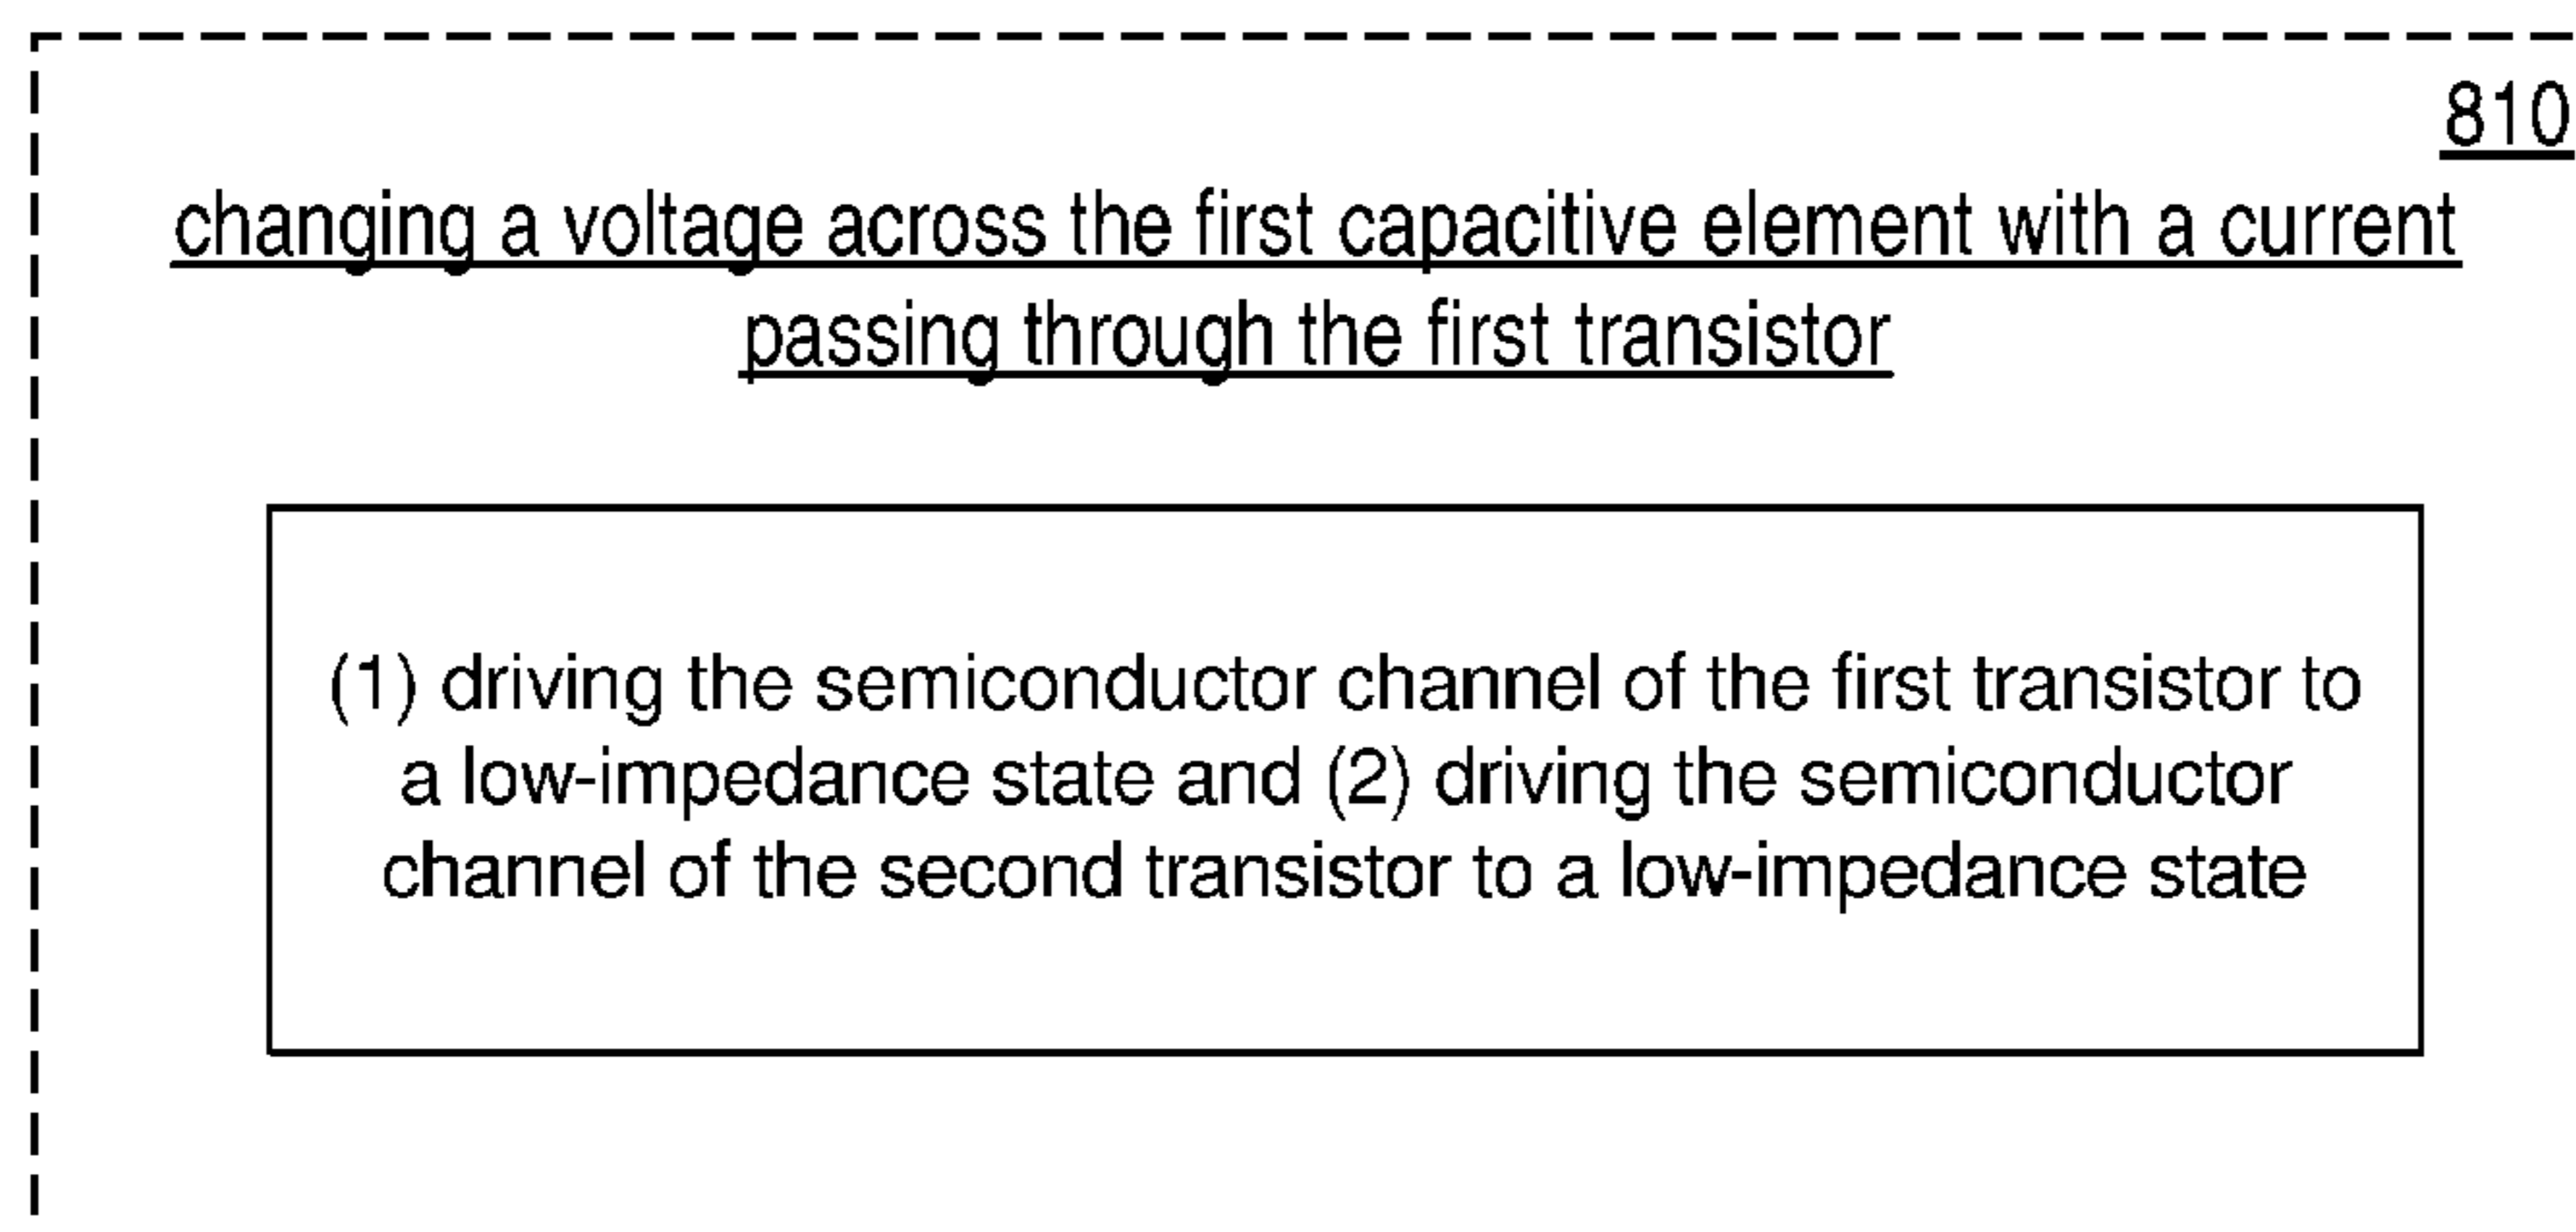 810
changing a voltage across the first capacitive element with a current
passing through the first transistor
(1) driving the semiconductor channel of the first transistor to
a low-impedance state and (2) driving the semiconductor
channel of the second transistor to a low-impedance state